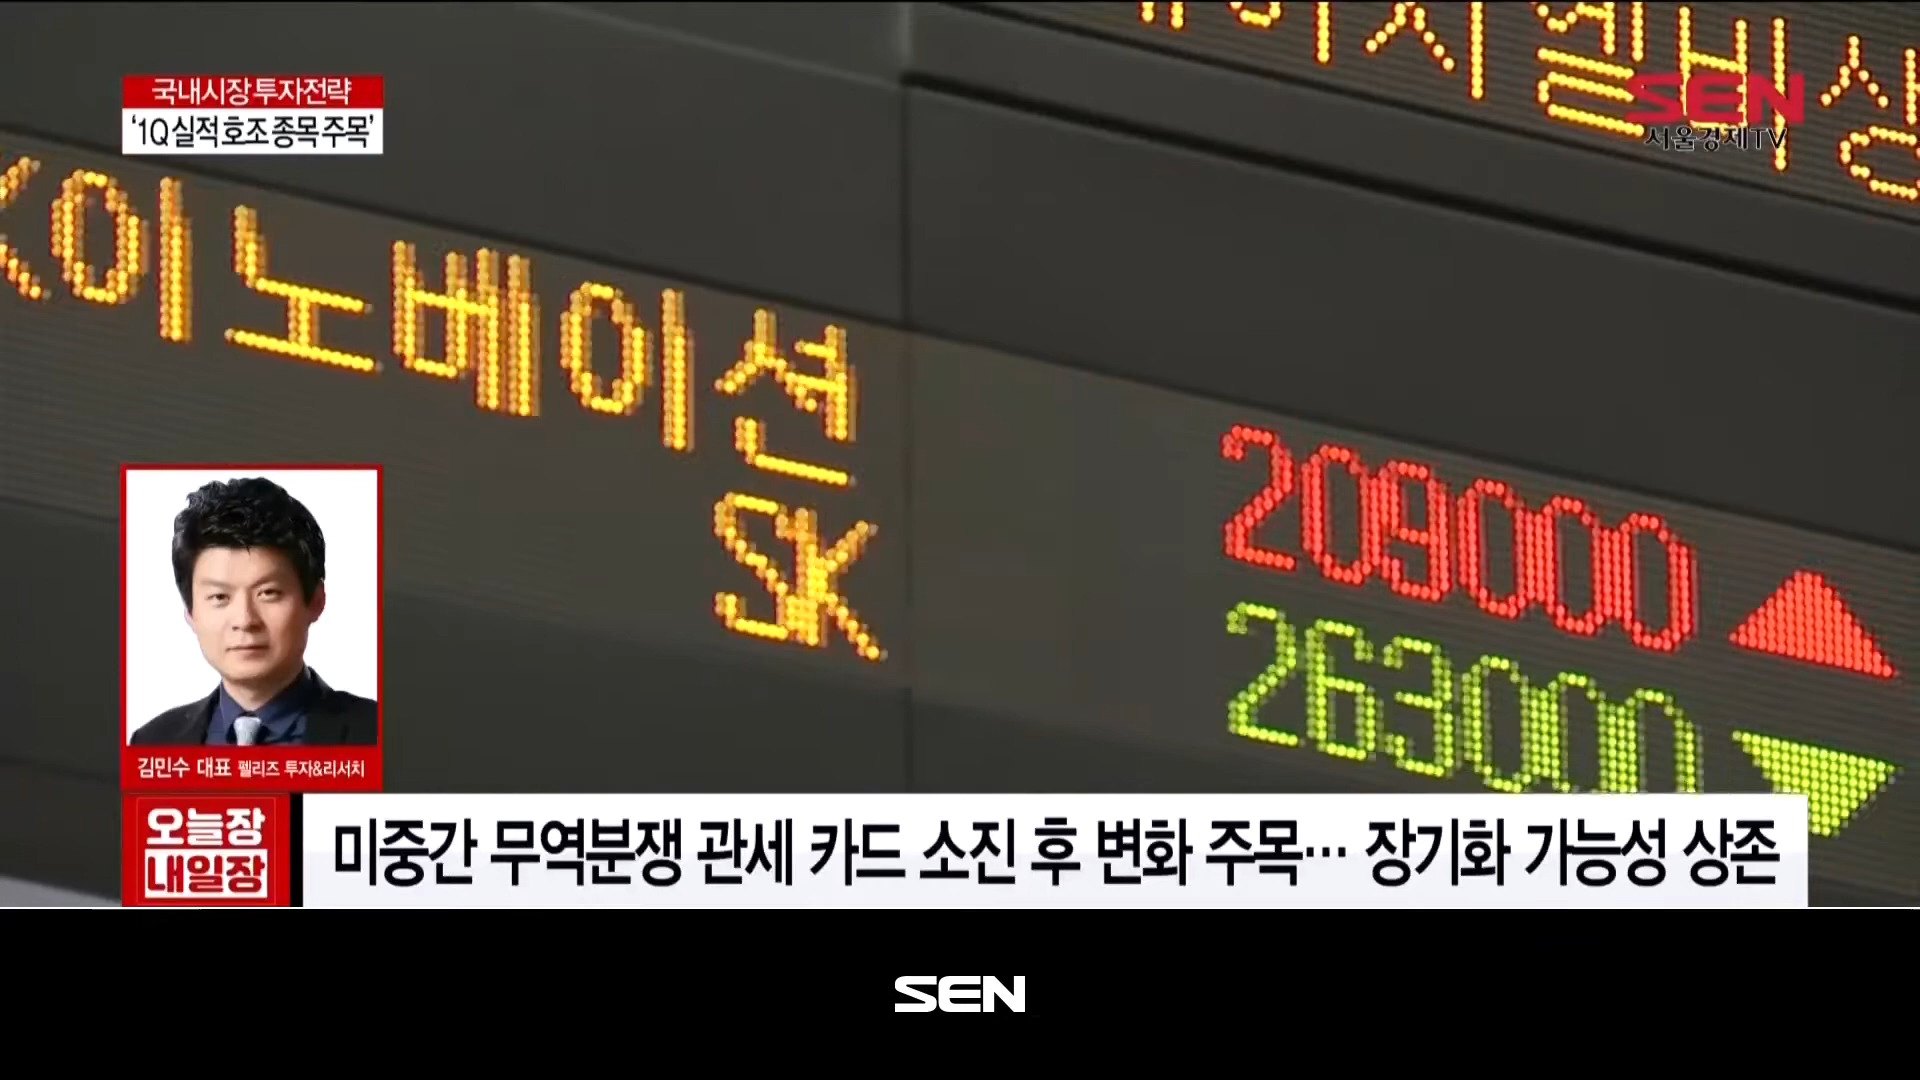 국내시장 투자전략
'1Q 실적 호조 종목 주목'
SEN
서울경제TV
이노베이션
SK
209000
263000
김민수 대표 펠리즈 투자&리서치
오늘장
내일장
미중간 무역분쟁 관세 카드 소진 후 변화 주목… 장기화 가능성 상존
SEN